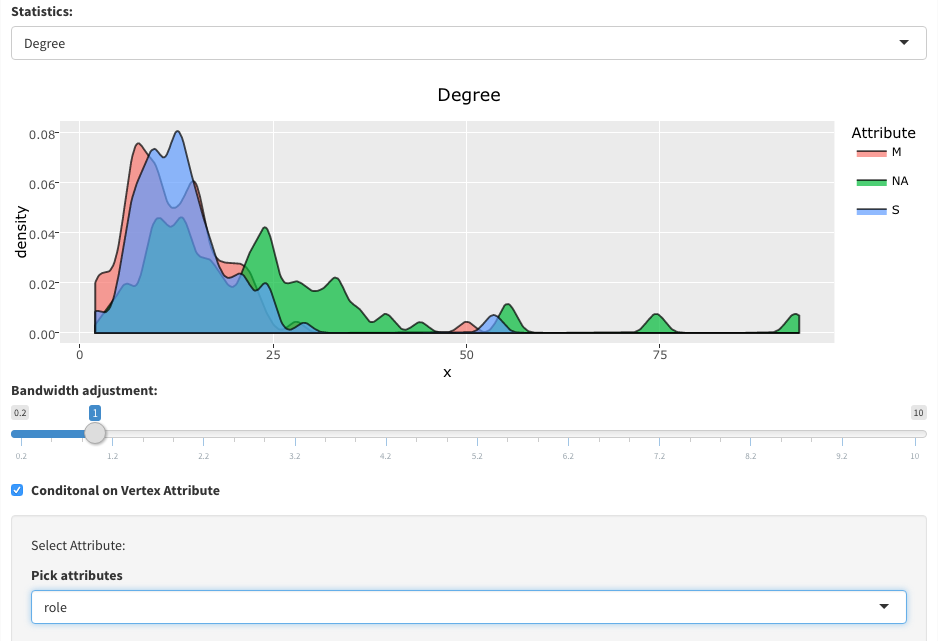 Statistics:
Degree
Degree
Attribute
M
NA
S
0.08
0.06
0.04
0.02
0.00
density
0 25 50 75
x
Bandwidth adjustment:
0.2 1 10
0.2 1.2 2.2 3.2 4.2 5.2 6.2 7.2 8.2 9.2 10
Conditonal on Vertex Attribute
Select Attribute:
Pick attributes
role